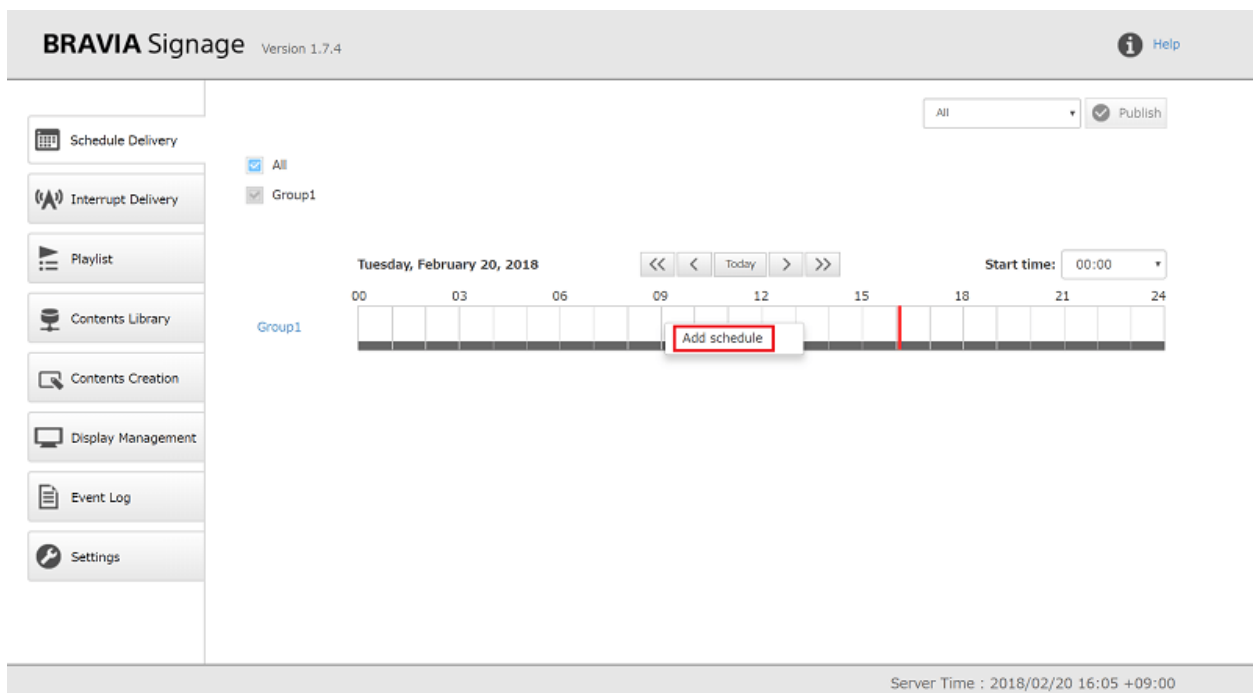 BRAVIA Signage Version 1.7.4
Help
All
Publish
Schedule Delivery
Interrupt Delivery
Playlist
Contents Library
Contents Creation
Display Management
Event Log
Settings
All
Group1
Tuesday, February 20, 2018
<< < Today > >>
Start time: 00:00
00 03 06 09 12 15 18 21 24
Group1
Add schedule
Server Time : 2018/02/20 16:05 +09:00